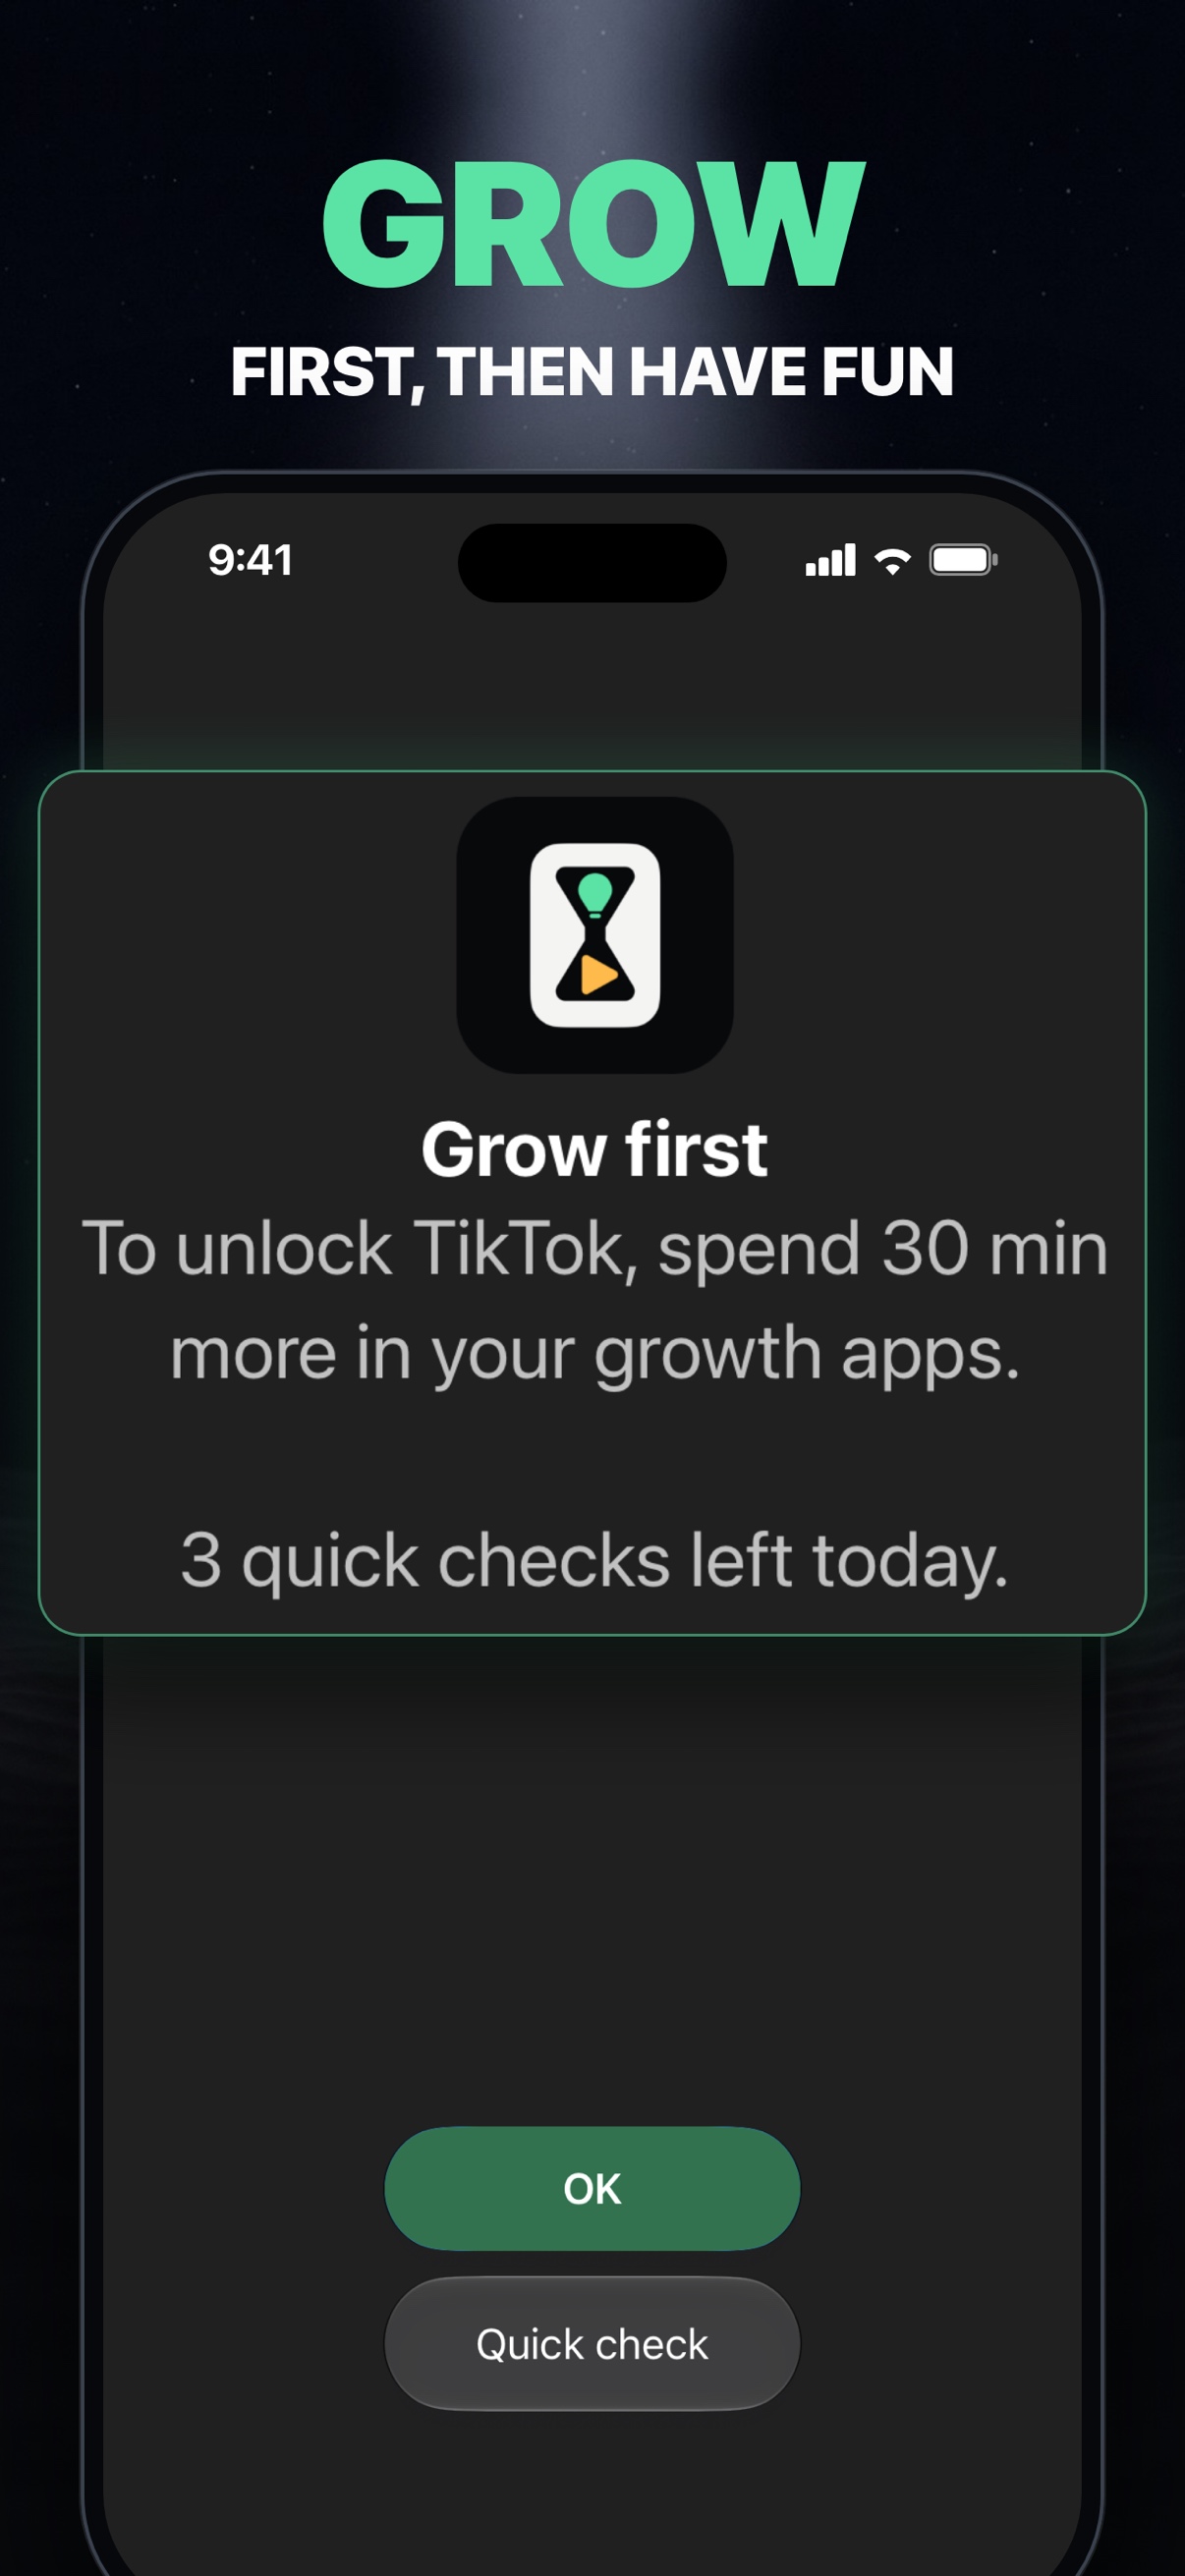 GROW
FIRST, THEN HAVE FUN
9:41
Grow first
To unlock TikTok, spend 30 min
more in your growth apps.
3 quick checks left today.
OK
Quick check